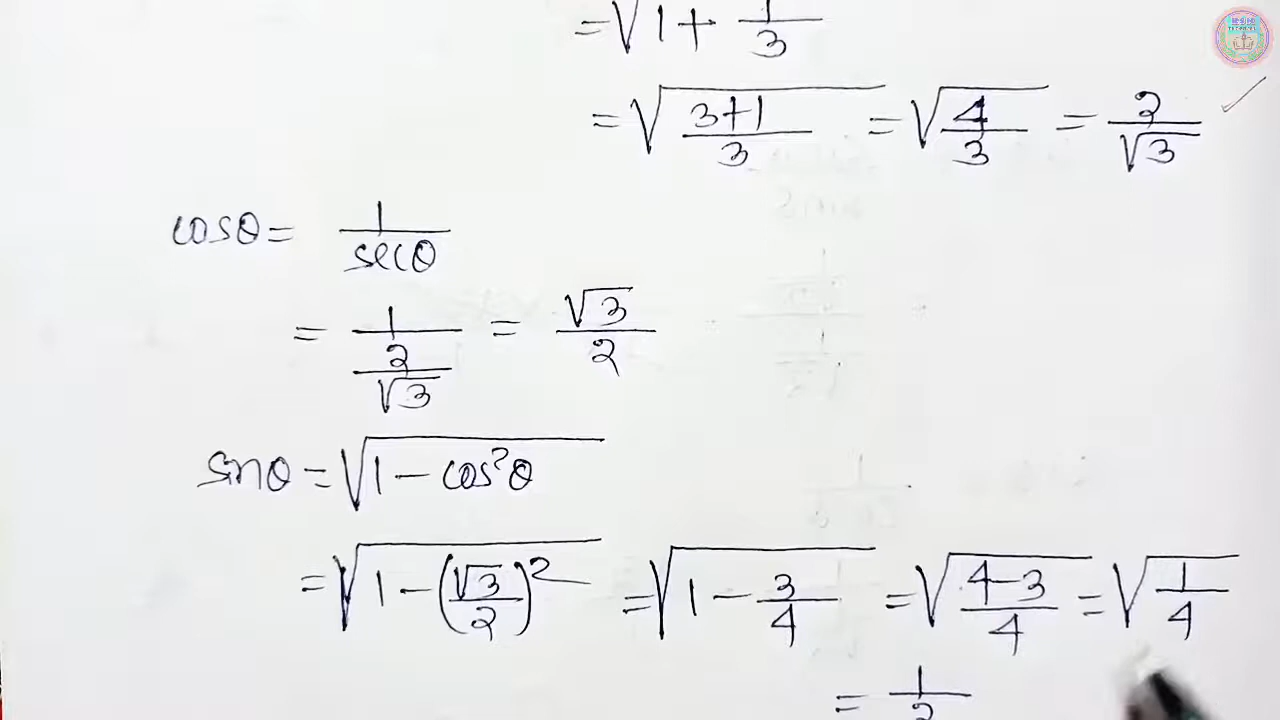 =√1+ 1/3
= √(3+1)/3 = √4/3 = 2/√3 ✓
cosθ= 1/secθ
= 1/(2/√3) = √3/2
sinθ = √1 – cos²θ
= √1 – (√3/2)² = √1 – 3/4 = √(4–3)/4 = √1/4
= 1/2